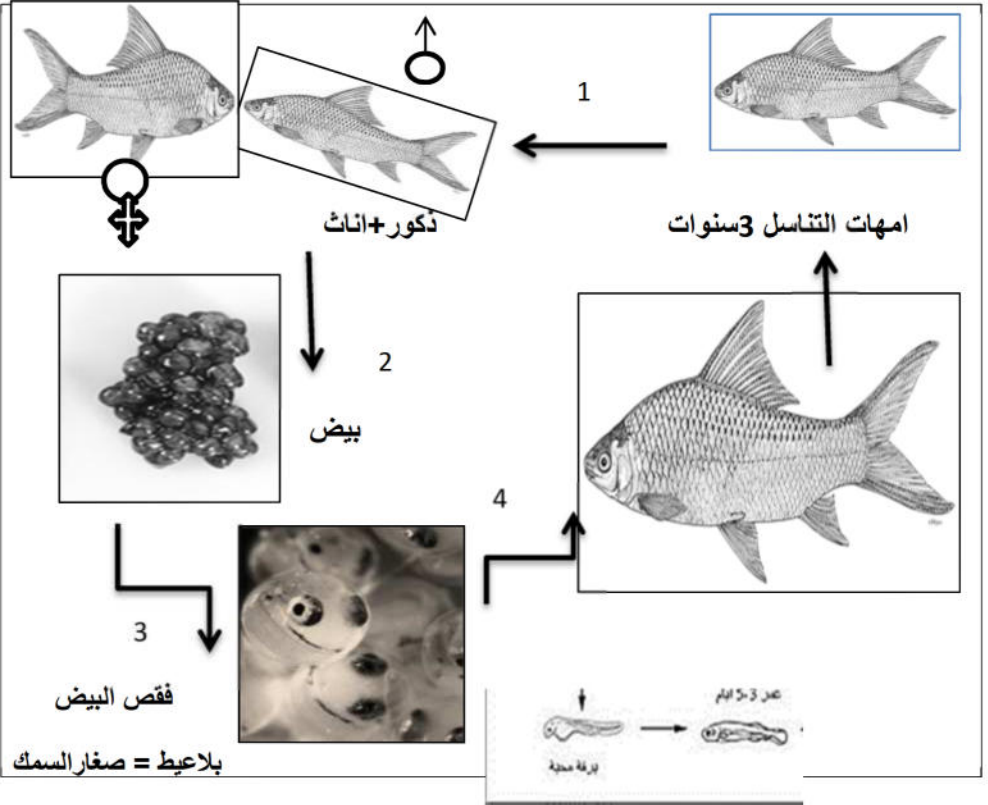 1
ذكور+اناث
امهات التناسل 3سنوات
2
بيض
4
3
فقص البيض
بلاعيط = صغارالسمك
عمر 3-5 ايام
يرقة محية